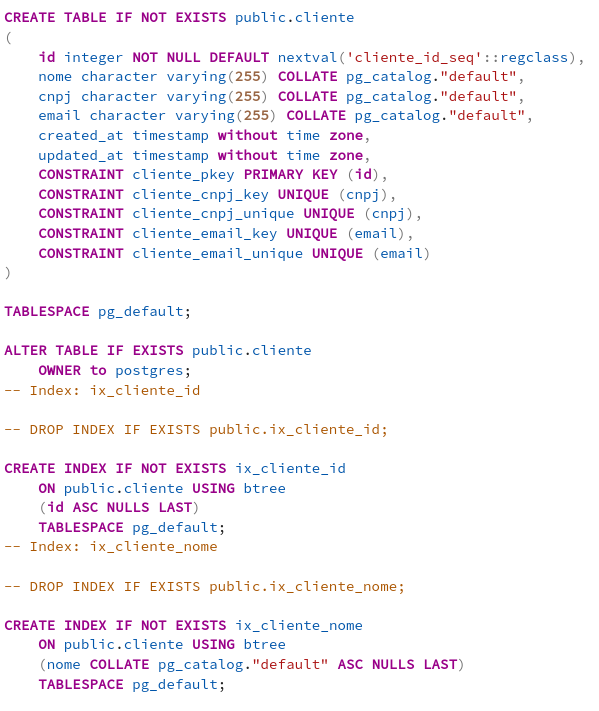 CREATE TABLE IF NOT EXISTS public.cliente
(
    id integer NOT NULL DEFAULT nextval('cliente_id_seq'::regclass),
    nome character varying(255) COLLATE pg_catalog."default",
    cnpj character varying(255) COLLATE pg_catalog."default",
    email character varying(255) COLLATE pg_catalog."default",
    created_at timestamp without time zone,
    updated_at timestamp without time zone,
    CONSTRAINT cliente_pkey PRIMARY KEY (id),
    CONSTRAINT cliente_cnpj_key UNIQUE (cnpj),
    CONSTRAINT cliente_cnpj_unique UNIQUE (cnpj),
    CONSTRAINT cliente_email_key UNIQUE (email),
    CONSTRAINT cliente_email_unique UNIQUE (email)
)

TABLESPACE pg_default;

ALTER TABLE IF EXISTS public.cliente
    OWNER to postgres;
-- Index: ix_cliente_id

-- DROP INDEX IF EXISTS public.ix_cliente_id;

CREATE INDEX IF NOT EXISTS ix_cliente_id
    ON public.cliente USING btree
    (id ASC NULLS LAST)
    TABLESPACE pg_default;
-- Index: ix_cliente_nome

-- DROP INDEX IF EXISTS public.ix_cliente_nome;

CREATE INDEX IF NOT EXISTS ix_cliente_nome
    ON public.cliente USING btree
    (nome COLLATE pg_catalog."default" ASC NULLS LAST)
    TABLESPACE pg_default;